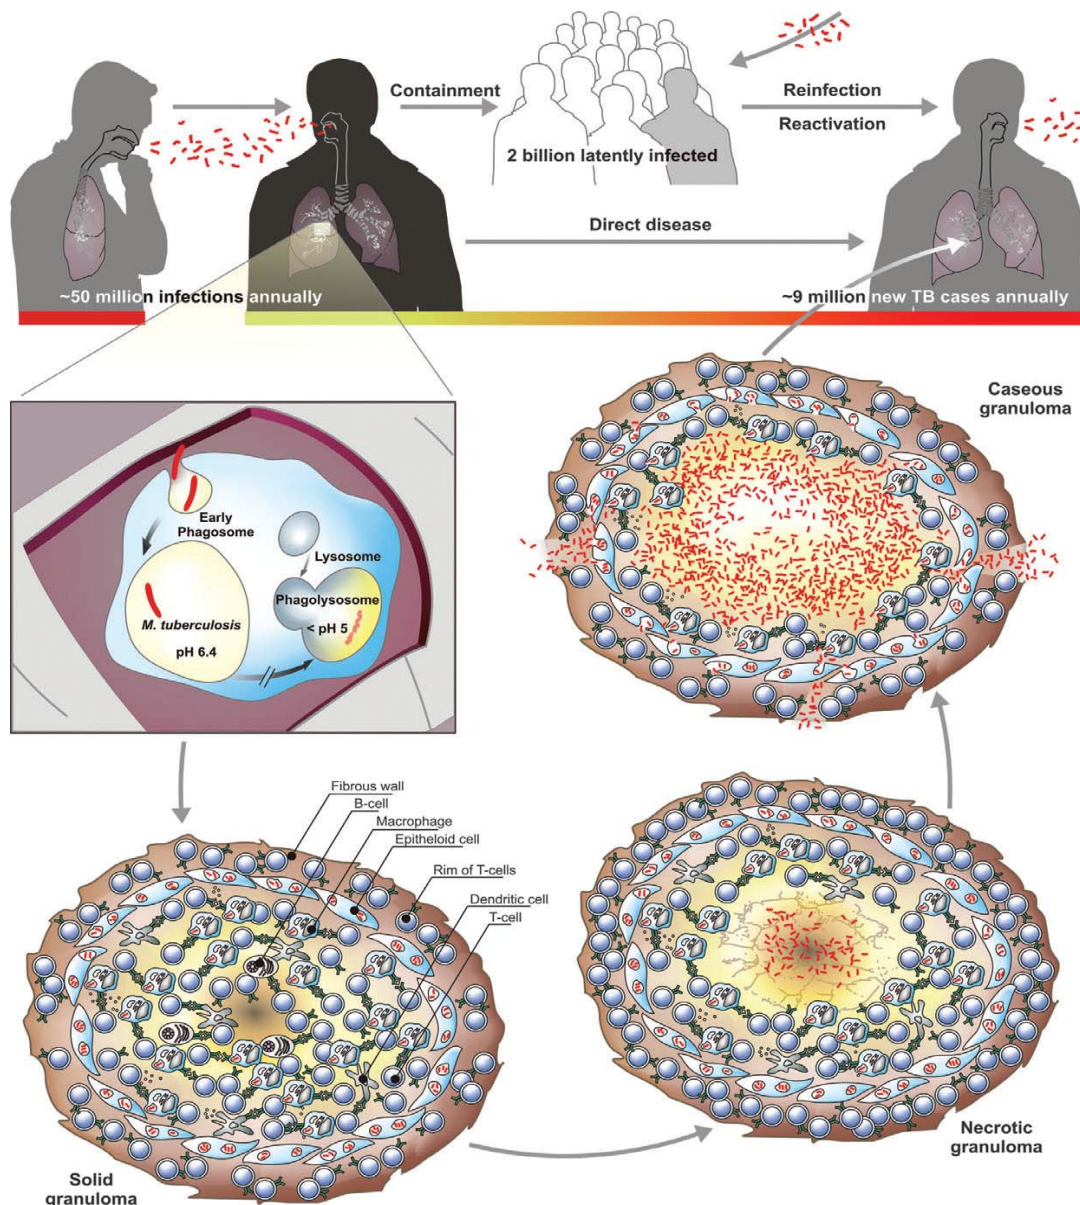 Containment
Reinfection
Reactivation
2 billion latently infected
Direct disease
~50 million infections annually
~9 million new TB cases annually
Caseous
granuloma
Early
Phagosome
Lysosome
Phagolysosome
< pH 5
M. tuberculosis
pH 6.4
Fibrous wall
B-cell
Macrophage
Epitheloid cell
Rim of T-cells
Dendritic cell
T-cell
Solid
granuloma
Necrotic
granuloma